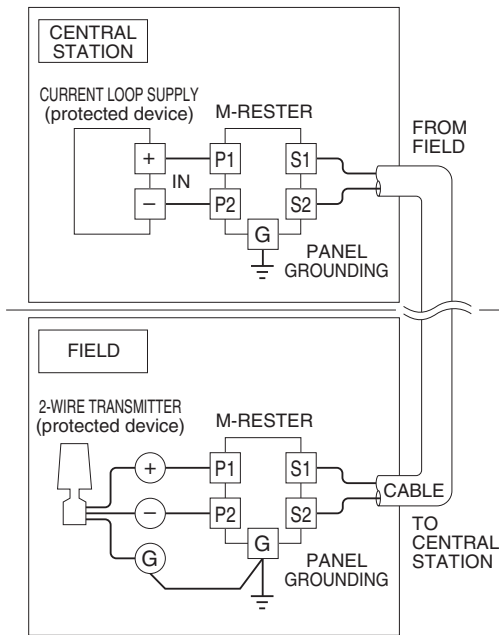 CENTRAL
STATION
CURRENT LOOP SUPPLY
(protected device)
M-RESTER
FROM
FIELD
+
P1
S1
IN
–
P2
S2
G
PANEL
GROUNDING
FIELD
2-WIRE TRANSMITTER
(protected device)
M-RESTER
+
P1
S1
CABLE
–
P2
S2
G
G
PANEL
GROUNDING
TO
CENTRAL
STATION